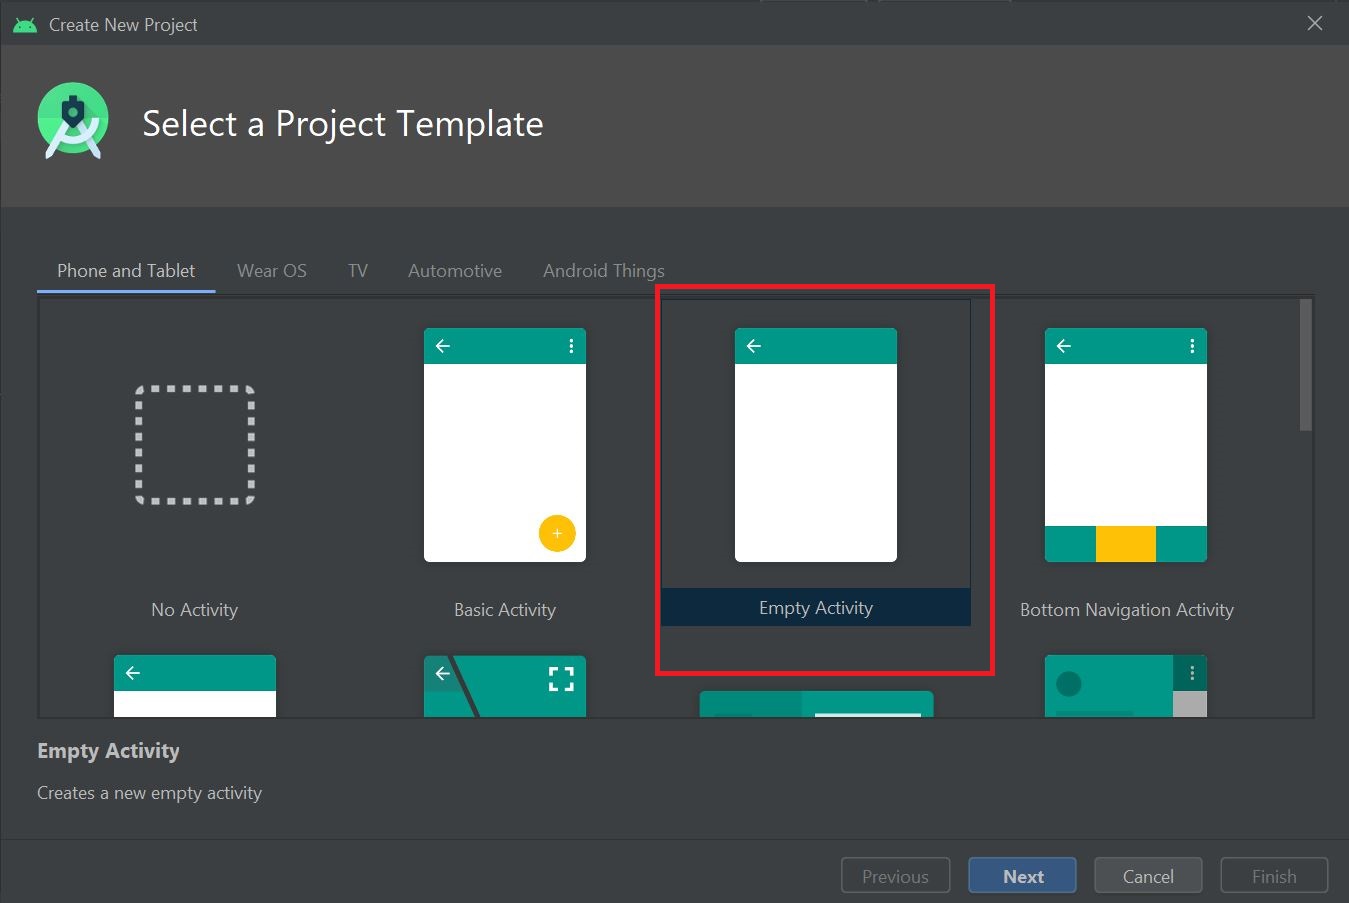 Create New Project
Select a Project Template
Phone and Tablet
Wear OS
TV
Automotive
Android Things
No Activity
Basic Activity
Empty Activity
Bottom Navigation Activity
Empty Activity
Creates a new empty activity
Previous
Next
Cancel
Finish